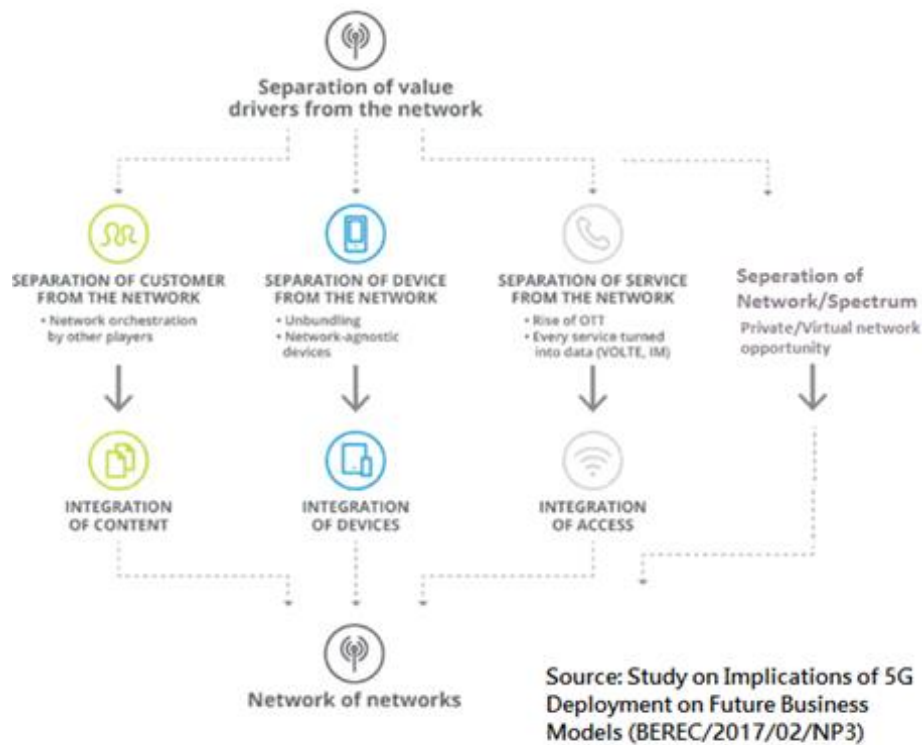 Separation of value
drivers from the network
SEPARATION OF CUSTOMER
FROM THE NETWORK
• Network orchestration
by other players
SEPARATION OF DEVICE
FROM THE NETWORK
• Unbundling
• Network-agnostic
devices
SEPARATION OF SERVICE
FROM THE NETWORK
• Rise of OTT
• Every service turned
into data (VOLTE, IM)
Seperation of
Network/Spectrum
Private/Virtual network
opportunity
INTEGRATION
OF CONTENT
INTEGRATION
OF DEVICES
INTEGRATION
OF ACCESS
Network of networks
Source: Study on Implications of 5G
Deployment on Future Business
Models (BEREC/2017/02/NP3)